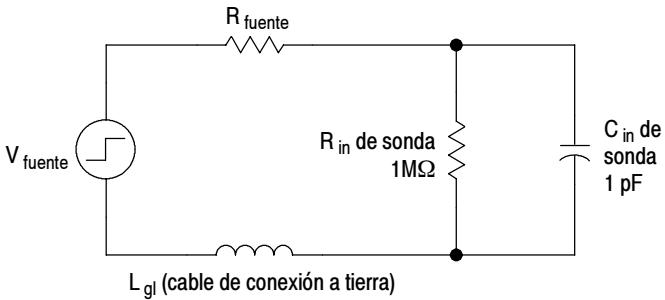 R fuente
V fuente
R in de sonda
1MΩ
C in de
sonda
1 pF
L gl (cable de conexión a tierra)